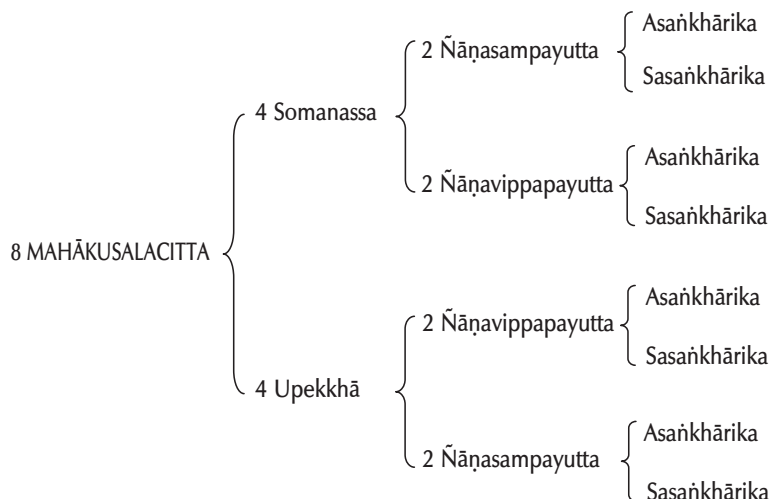 Asaṅkhārika
2 Ñāṇasampayutta
Sasaṅkhārika
4 Somanassa
Asaṅkhārika
2 Ñāṇavippapayutta
Sasaṅkhārika
8 MAHĀKUSALACITTA
Asaṅkhārika
2 Ñāṇavippapayutta
Sasaṅkhārika
4 Upekkhā
Asaṅkhārika
2 Ñāṇasampayutta
Sasaṅkhārika